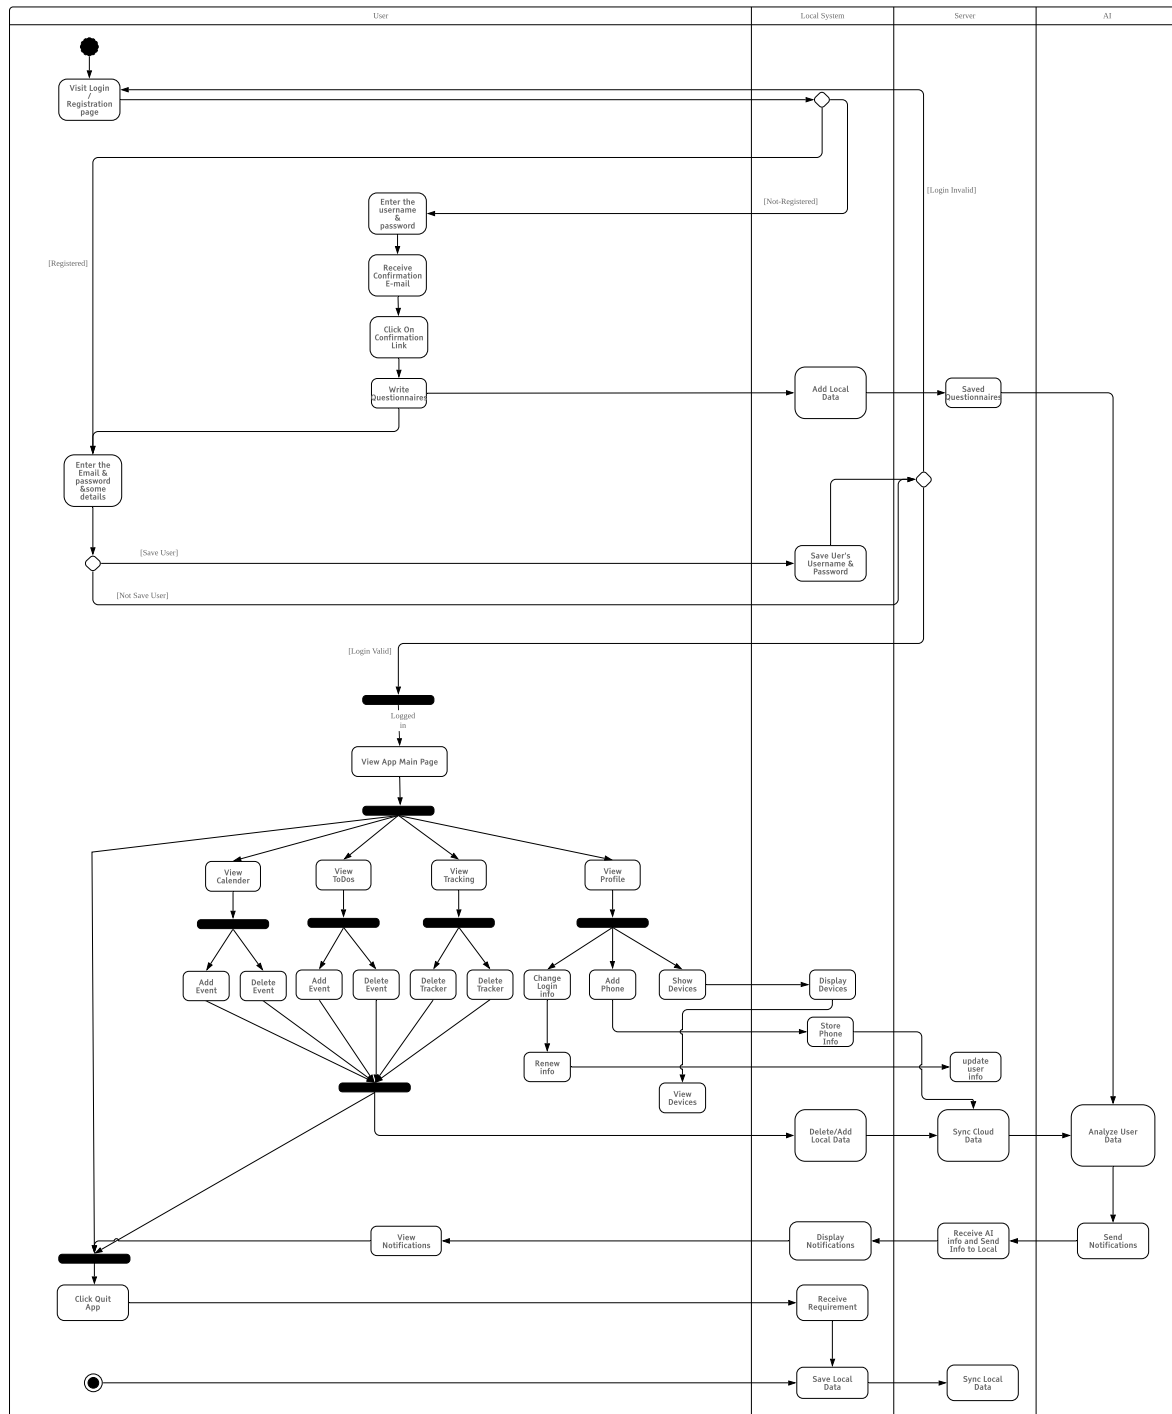 User
Local System
Server
AI
Visit Login
/
Registration
page
[Login Invalid]
[Not-Registered]
Enter the
username
&
password
[Registered]
Receive
Confirmation
E-mail
Click On
Confirmation
Link
Write
Questionnaires
Add Local
Data
Saved
Questionnaires
Enter the
Email &
password
&some
details
[Save User]
Save Uer's
Username &
Password
[Not Save User]
[Login Valid]
Logged
in
View App Main Page
View
Calender
View
ToDos
View
Tracking
View
Profile
Add
Event
Delete
Event
Add
Event
Delete
Event
Delete
Tracker
Delete
Tracker
Change
Login
info
Add
Phone
Show
Devices
Display
Devices
Store
Phone
Info
Renew
info
update
user
info
View
Devices
Delete/Add
Local Data
Sync Cloud
Data
Analyze User
Data
View
Notifications
Display
Notifications
Receive AI
info and Send
Info to Local
Send
Notifications
Click Quit
App
Receive
Requirement
Save Local
Data
Sync Local
Data